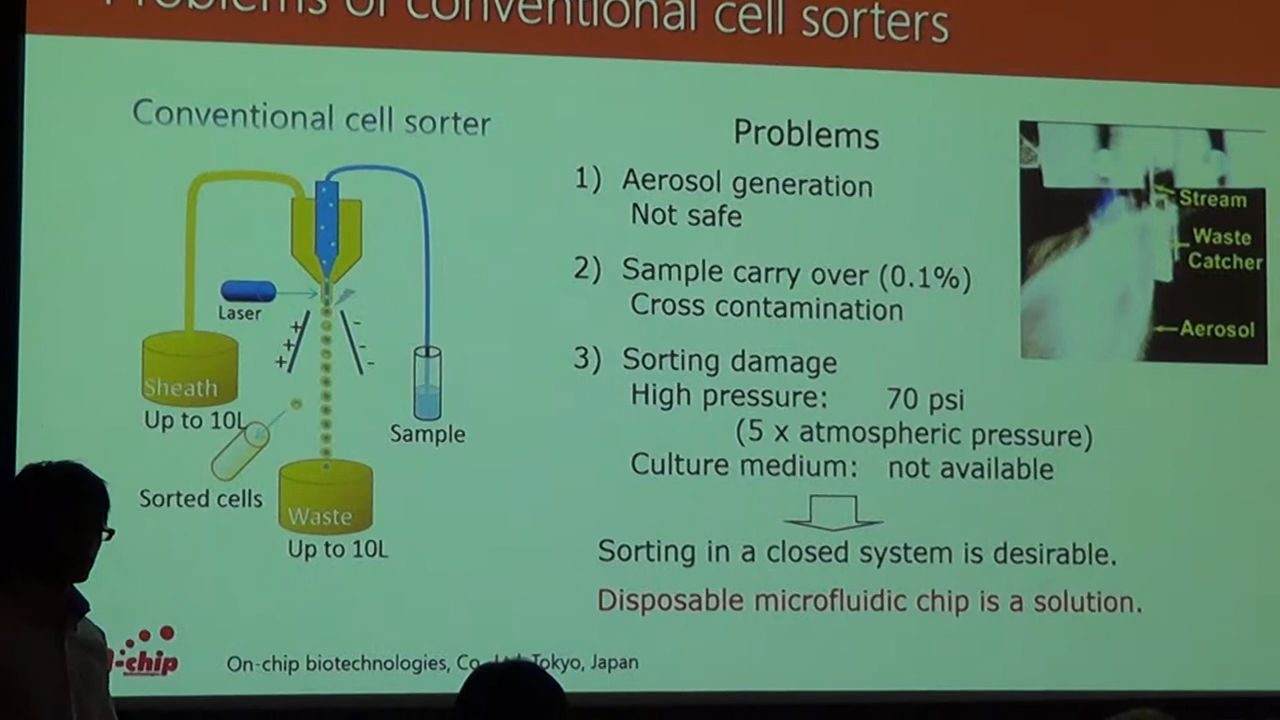 Problems of conventional cell sorters
Conventional cell sorter
Laser
+
+
+
-
-
-
Sheath
Up to 10L
Sorted cells
Waste
Up to 10L
Sample
Problems
1) Aerosol generation
Not safe
2) Sample carry over (0.1%)
Cross contamination
3) Sorting damage
High pressure: 70 psi
(5 x atmospheric pressure)
Culture medium: not available
Sorting in a closed system is desirable.
Disposable microfluidic chip is a solution.
Stream
Waste
Catcher
Aerosol
-chip
On-chip biotechnologies, Co., Ltd. Tokyo, Japan